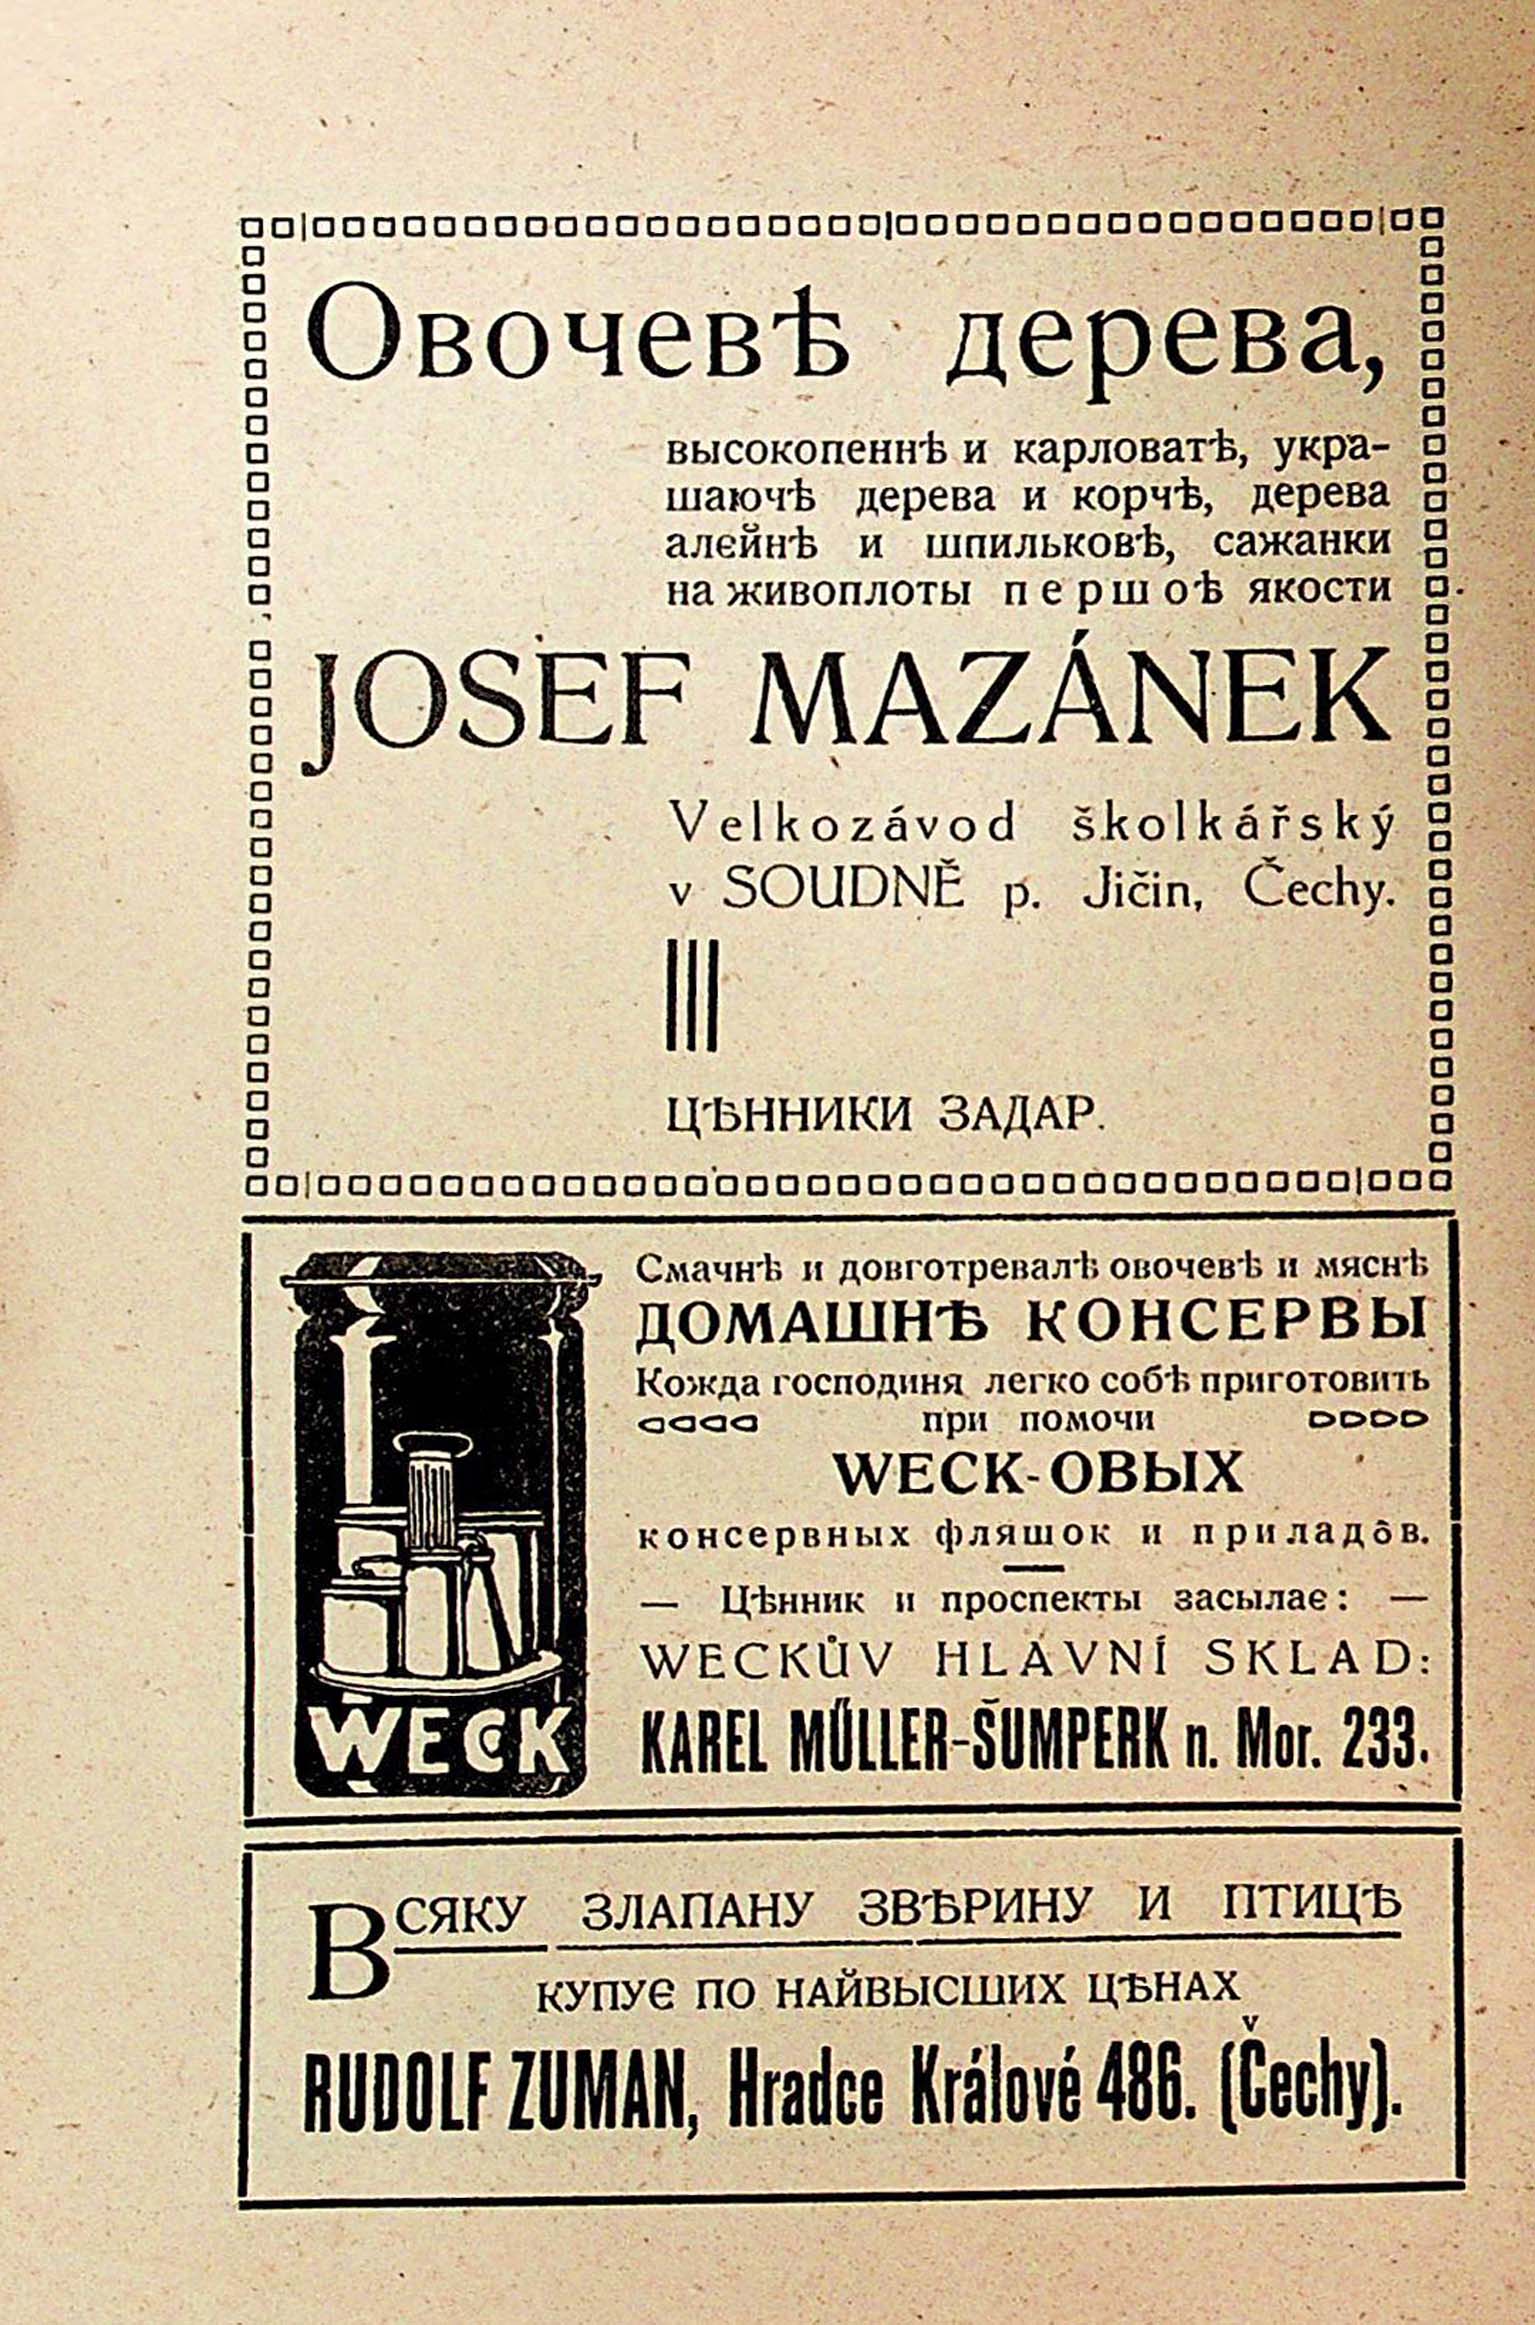 Овочевѣ дерева,
высокопеннѣ и карловатѣ, укра-
шаючѣ дерева и корчѣ, дерева
алєйнѣ и шпильковѣ, сажанки
на живоплоты першоѣ якости
JOSEF MAZÁNEK
Velkozávod školkářský
v SOUDNĚ p. Jičin, Čechy.
ЦѢННИКИ ЗАДАР.
Смачнѣ и довготревалѣ овочевѣ и мяснѣ
ДОМАШНѢ КОНСЕРВЫ
Кожда господиня легко собѣ приготовить
при помочи
WECK-ОВЫХ
консервных фляшок и приладôв.
— Цѣнник и проспекты засылає: —
WECKŮV HLAVNÍ SKLAD:
KAREL MÜLLER-ŠUMPERK n. Mor. 233.
WECK
ВСЯКУ ЗЛАПАНУ ЗВѢРИНУ И ПТИЦѢ
КУПУЄ ПО НАЙВЫСШИХ ЦѢНАХ
RUDOLF ZUMAN, Hradce Králové 486. (Čechy).